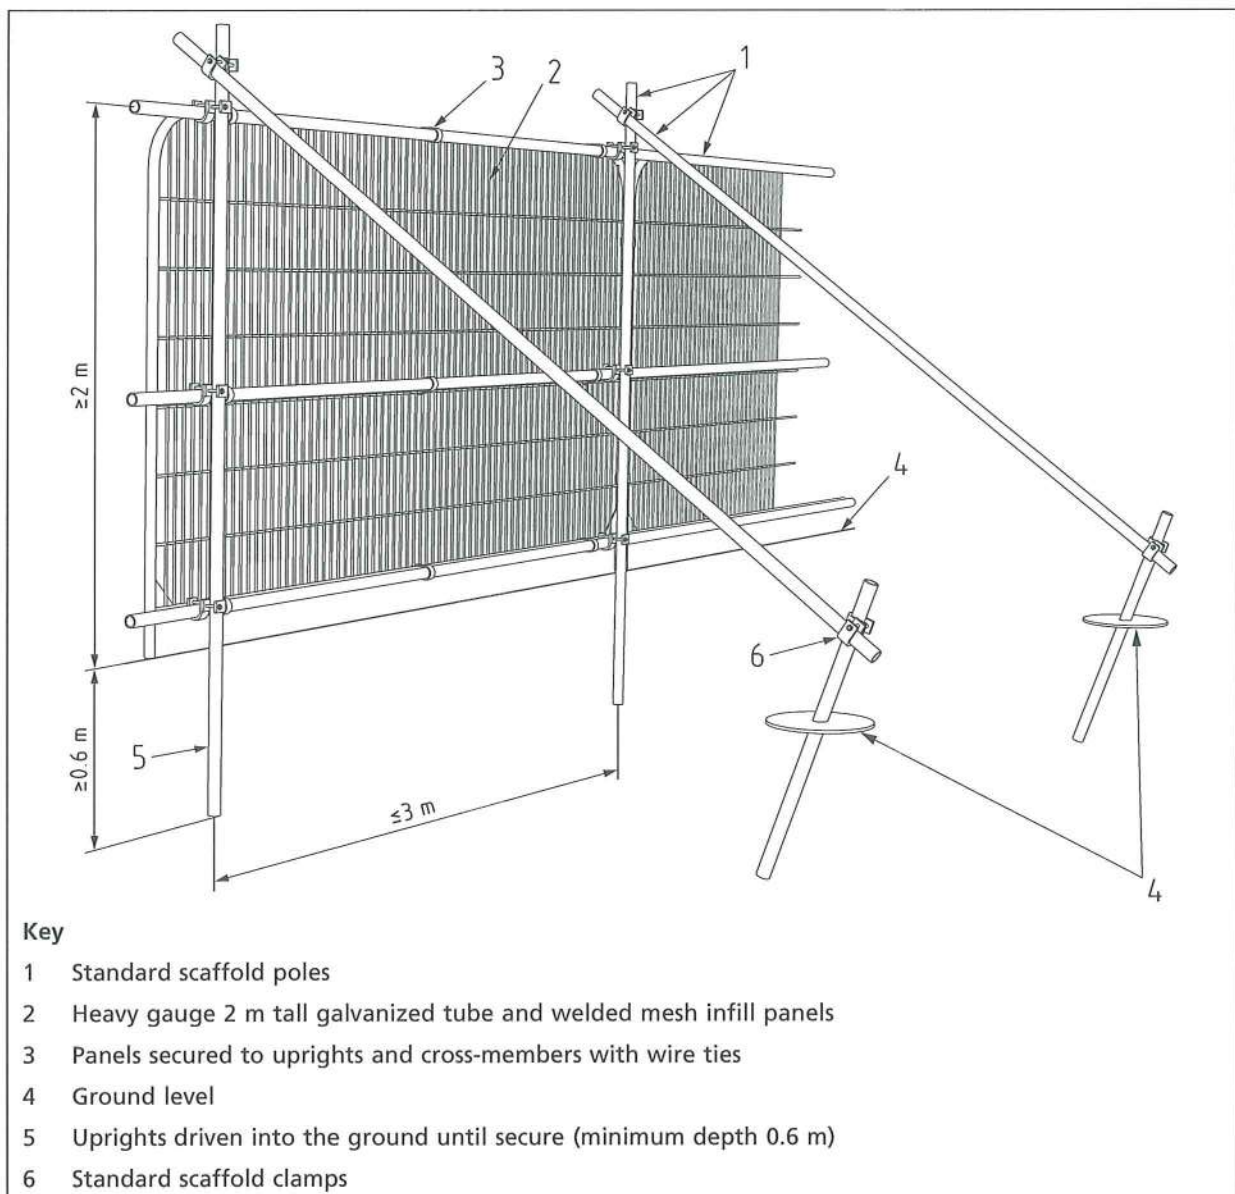 3
2
1
≥2 m
4
6
5
≥0.6 m
≤3 m
4
Key
1 Standard scaffold poles
2 Heavy gauge 2 m tall galvanized tube and welded mesh infill panels
3 Panels secured to uprights and cross-members with wire ties
4 Ground level
5 Uprights driven into the ground until secure (minimum depth 0.6 m)
6 Standard scaffold clamps